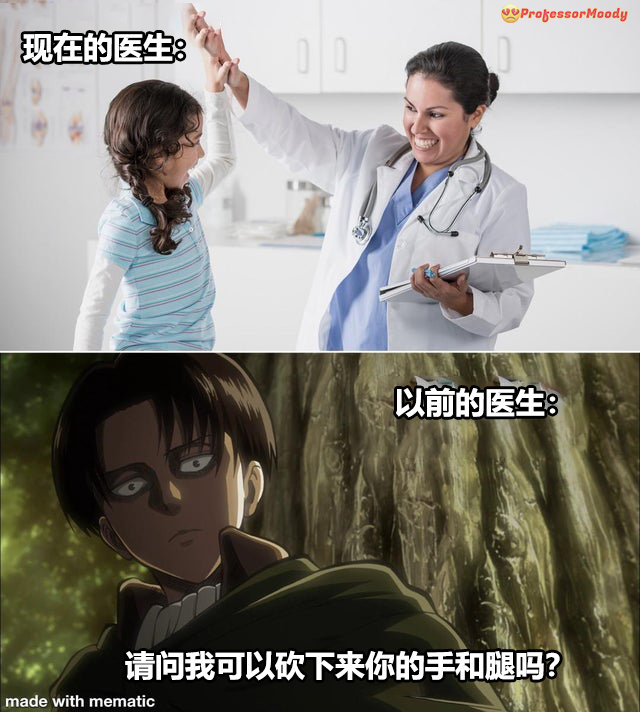 😍ProfessorMoody
现在的医生：
以前的医生：
请问我可以砍下来你的手和腿吗？
made with mematic